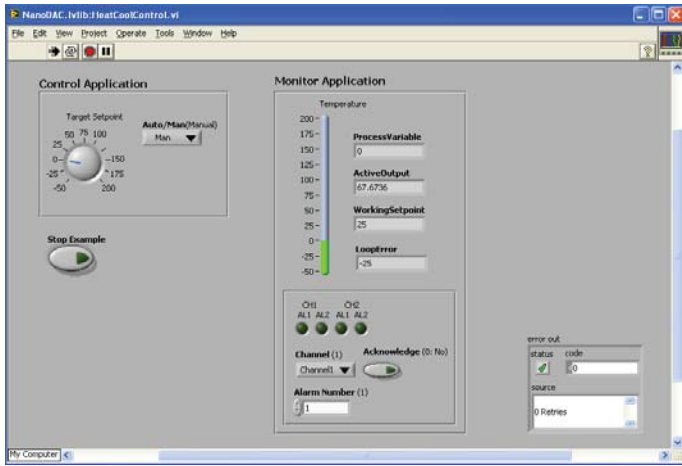 NanoDAC.lvlib:HeatCoolControl.vi
File Edit View Project Operate Tools Window Help
Control Application
Target Setpoint
50 75 100
25
0
-25
-50
-150
175
200
Auto/Man(Manual)
Man
Stop Example
Monitor Application
Temperature
200
175
150
125
100
75
50
25
0
-25
-50
ProcessVariable
0
ActiveOutput
67.6736
WorkingSetpoint
25
LoopError
-25
CH1 CH2
AL1 AL2 AL1 AL2
Channel (1)
Channel1
Acknowledge (0: No)
Alarm Number (1)
1
error out
status code
0
source
0 Retries
My Computer